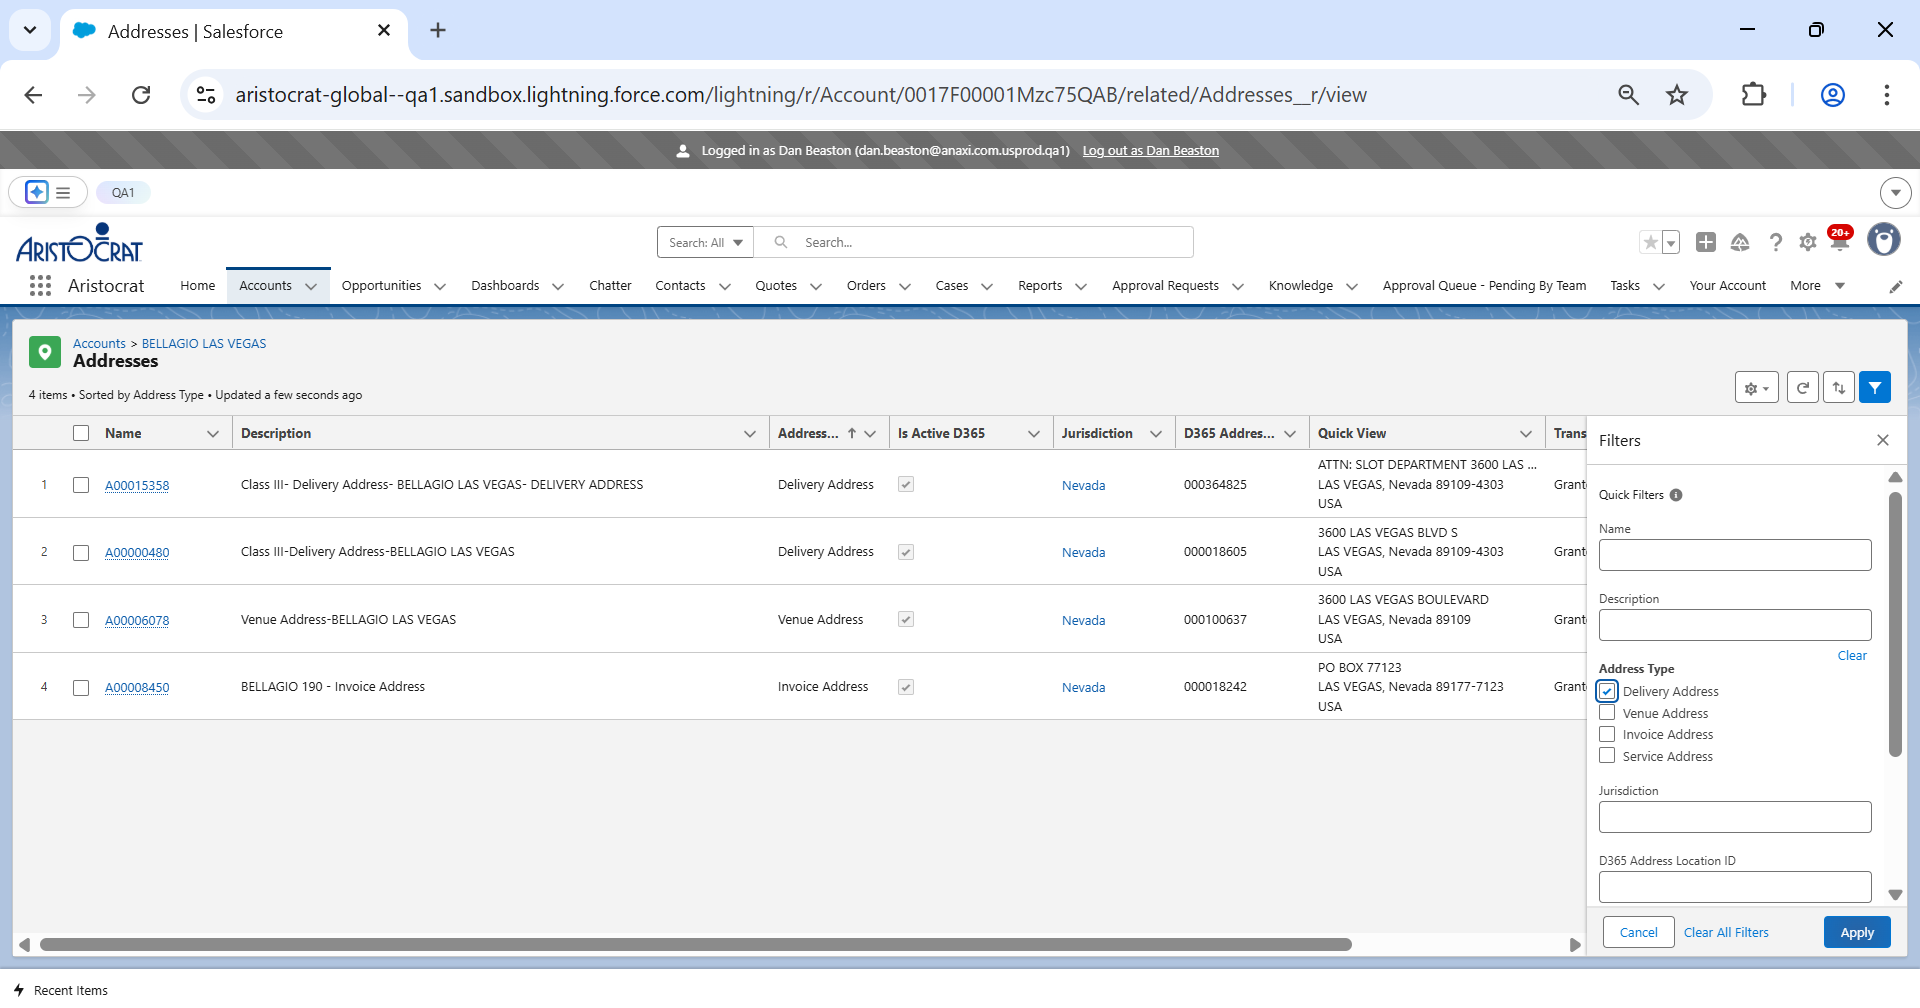 Addresses | Salesforce
aristocrat-global--qa1.sandbox.lightning.force.com/lightning/r/Account/0017F00001Mzc75QAB/related/Addresses__r/view
Logged in as Dan Beaston (dan.beaston@anaxi.com.usprod.qa1) Log out as Dan Beaston
QA1
ARISTOCRAT
Search: All Search...
20+
Aristocrat Home Accounts Opportunities Dashboards Chatter Contacts Quotes Orders Cases Reports Approval Requests Knowledge Approval Queue - Pending By Team Tasks Your Account More
Accounts > BELLAGIO LAS VEGAS
Addresses
4 items • Sorted by Address Type • Updated a few seconds ago
Name Description Address... Is Active D365 Jurisdiction D365 Addres... Quick View Trans
1 A00015358 Class III- Delivery Address- BELLAGIO LAS VEGAS- DELIVERY ADDRESS Delivery Address Nevada 000364825 ATTN: SLOT DEPARTMENT 3600 LAS ...
LAS VEGAS, Nevada 89109-4303
USA
Grant
2 A00000480 Class III-Delivery Address-BELLAGIO LAS VEGAS Delivery Address Nevada 000018605 3600 LAS VEGAS BLVD S
LAS VEGAS, Nevada 89109-4303
USA
Grant
3 A00006078 Venue Address-BELLAGIO LAS VEGAS Venue Address Nevada 000100637 3600 LAS VEGAS BOULEVARD
LAS VEGAS, Nevada 89109
USA
Grant
4 A00008450 BELLAGIO 190 - Invoice Address Invoice Address Nevada 000018242 PO BOX 77123
LAS VEGAS, Nevada 89177-7123
USA
Grant
Filters
Quick Filters
Name
Description
Clear
Address Type
Delivery Address
Venue Address
Invoice Address
Service Address
Jurisdiction
D365 Address Location ID
Cancel Clear All Filters Apply
Recent Items